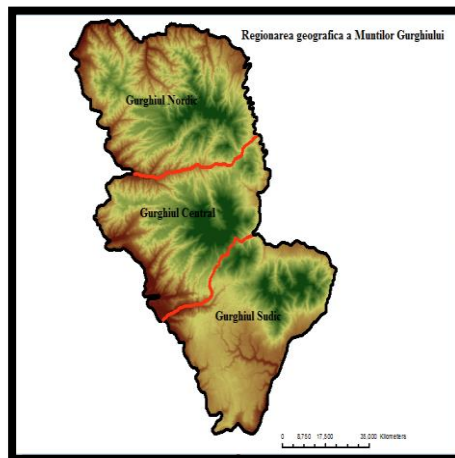 Regionarea geografica a Muntilor Gurghiului
Gurghiul Nordic
Gurghiul Central
Gurghiul Sudic
0 8,750 17,500 35,000 Kilometers